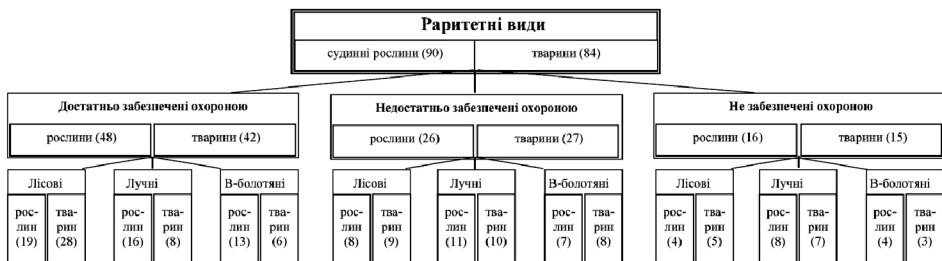 Раритетні види
судинні рослини (90) тварини (84)
Достатньо забезпечені охороною Недостатньо забезпечені охороною Не забезпечені охороною
рослини (48) тварини (42) рослини (26) тварини (27) рослини (16) тварини (15)
Лісові Лучні В-болотяні Лісові Лучні В-болотяні Лісові Лучні В-болотяні
рос- тва- рос- тва- рос- тва- рос- тва- рос- тва- рос- тва- рос- тва- рос- тва- рос- тва-
лин рин лин рин лин рин лин рин лин рин лин рин лин рин лин рин лин рин
(19) (28) (16) (8) (13) (6) (8) (9) (11) (10) (7) (8) (4) (5) (8) (7) (4) (3)